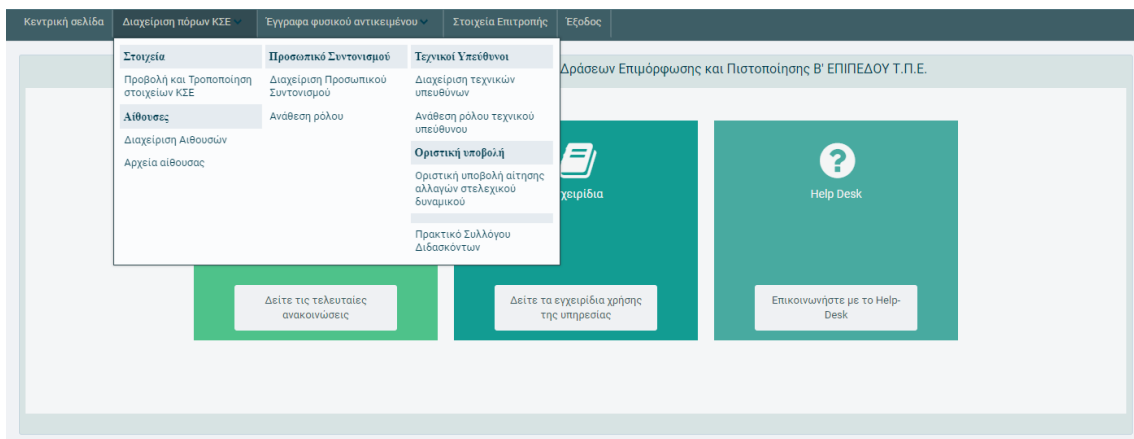 Κεντρική σελίδα
Διαχείριση πόρων ΚΣΕ
Έγγραφα φυσικού αντικειμένου
Στοιχεία Επιτροπής
Έξοδος
Στοιχεία
Προβολή και Τροποποίηση
στοιχείων ΚΣΕ
Αίθουσες
Διαχείριση Αιθουσών
Αρχεία αίθουσας
Προσωπικό Συντονισμού
Διαχείριση Προσωπικού
Συντονισμού
Ανάθεση ρόλου
Τεχνικοί Υπεύθυνοι
Διαχείριση τεχνικών
υπευθύνων
Ανάθεση ρόλου τεχνικού
υπεύθυνου
Οριστική υποβολή
Οριστική υποβολή αίτησης
αλλαγών στελεχικού
δυναμικού
Πρακτικό Συλλόγου
Διδασκόντων
Δράσεων Επιμόρφωσης και Πιστοποίησης Β' ΕΠΙΠΕΔΟΥ Τ.Π.Ε.
χειρίδια
Help Desk
Δείτε τις τελευταίες
ανακοινώσεις
Δείτε τα εγχειρίδια χρήσης
της υπηρεσίας
Επικοινωνήστε με το Help-
Desk